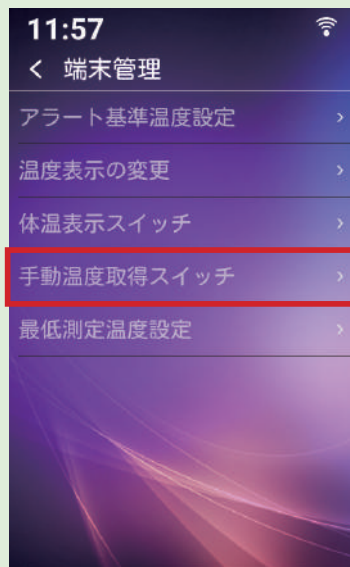 11:57
端末管理
アラート基準温度設定
温度表示の変更
体温表示スイッチ
手動温度取得スイッチ
最低測定温度設定